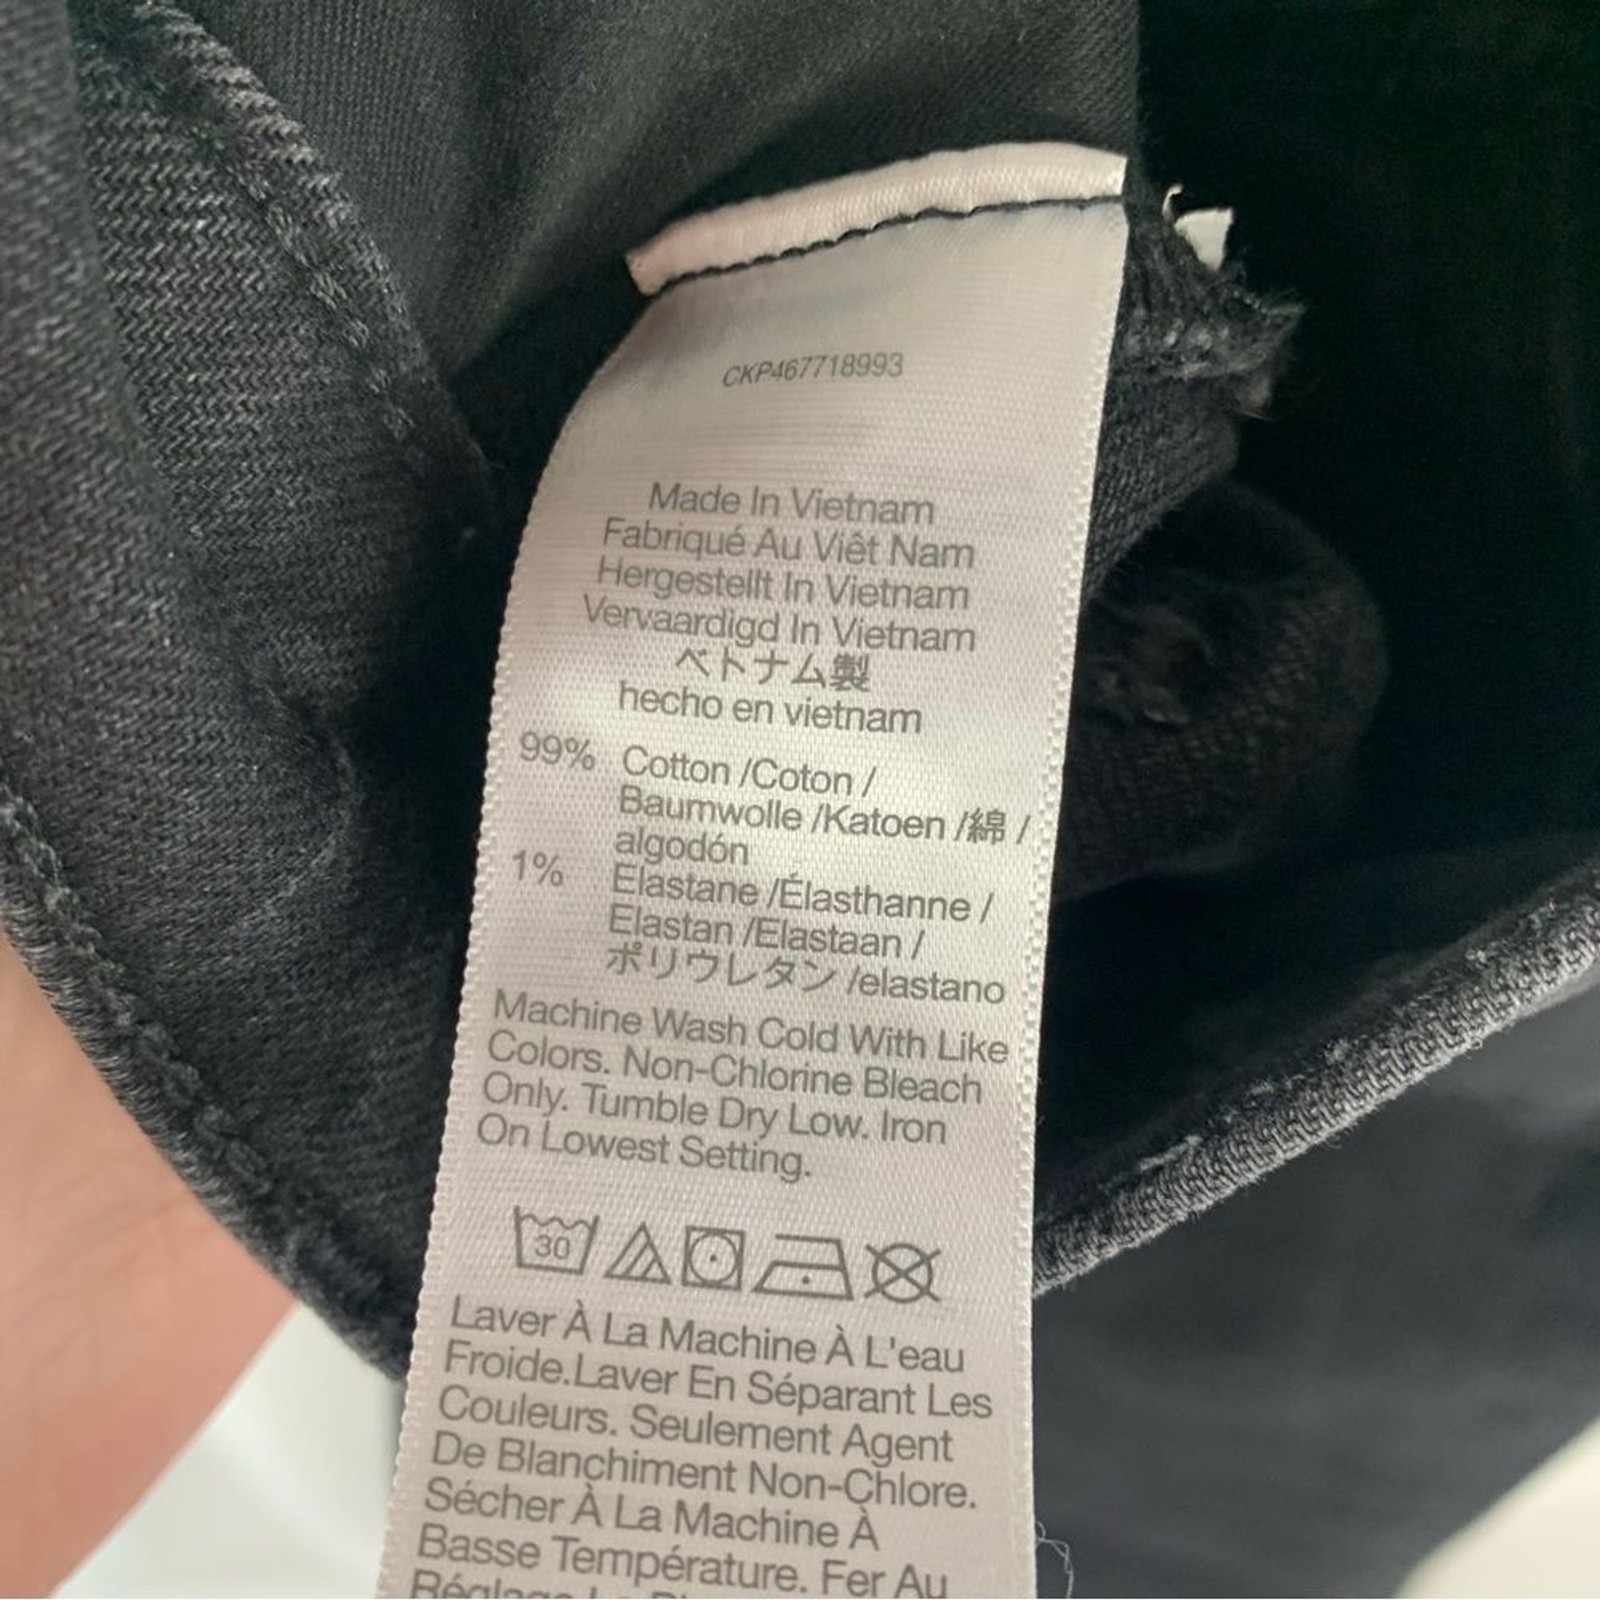 CKP467718993
Made In Vietnam
Fabriqué Au Viêt Nam
Hergestellt In Vietnam
Vervaardigd In Vietnam
ベトナム製
hecho en vietnam
99% Cotton /Coton /
Baumwolle /Katoen /綿 /
algodón
1% Elastane /Élasthanne /
Elastan /Elastaan /
ポリウレタン /elastano
Machine Wash Cold With Like
Colors. Non-Chlorine Bleach
Only. Tumble Dry Low. Iron
On Lowest Setting.
30
Laver À La Machine À L'eau
Froide.Laver En Séparant Les
Couleurs. Seulement Agent
De Blanchiment Non-Chlore.
Sécher À La Machine À
Basse Température. Fer Au
Réglage